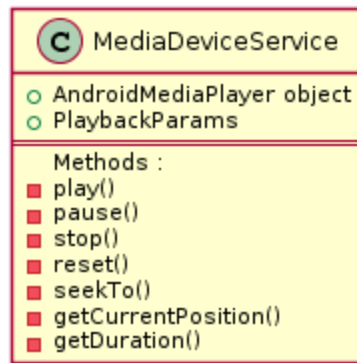 C MediaDeviceService
AndroidMediaPlayer object
PlaybackParams
Methods :
play()
pause()
stop()
reset()
seekTo()
getCurrentPosition()
getDuration()